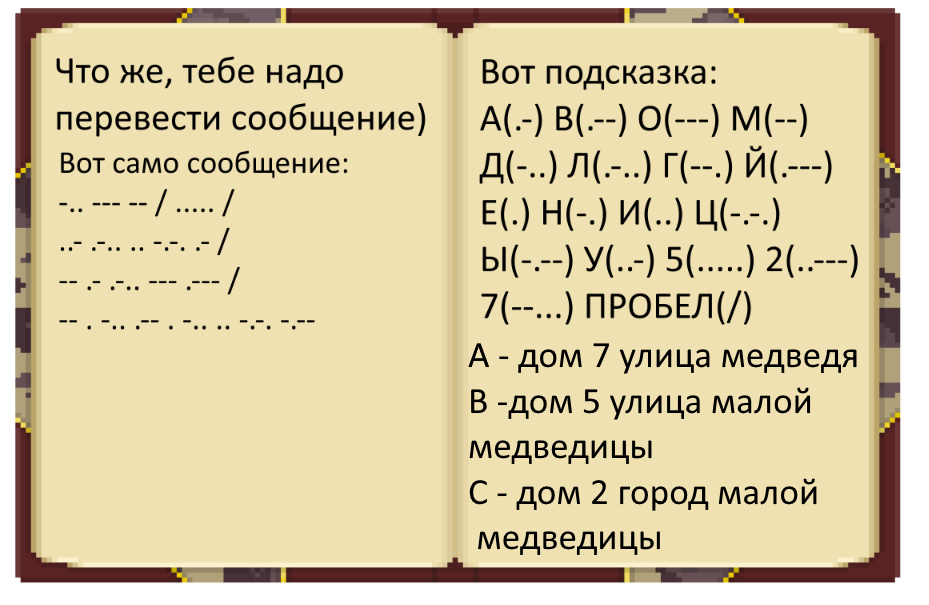 Что же, тебе надо
перевести сообщение)
Вот само сообщение:
-.. --- -- / ..... /
..- .-.. .. -.-. .- /
-- .- .-.. --- .--- /
-- . -.. .-- . -.. .. -.-. -.--
Вот подсказка:
А(.-) В(.--) О(---) М(--)
Д(-..) Л(.-..) Г(--.) Й(.---)
Е(.) Н(-.) И(..) Ц(-.-.)
Ы(-.--) У(..-) 5(.....) 2(..---)
7(--...) ПРОБЕЛ(/)
А - дом 7 улица медведя
В -дом 5 улица малой
медведицы
С - дом 2 город малой
медведицы